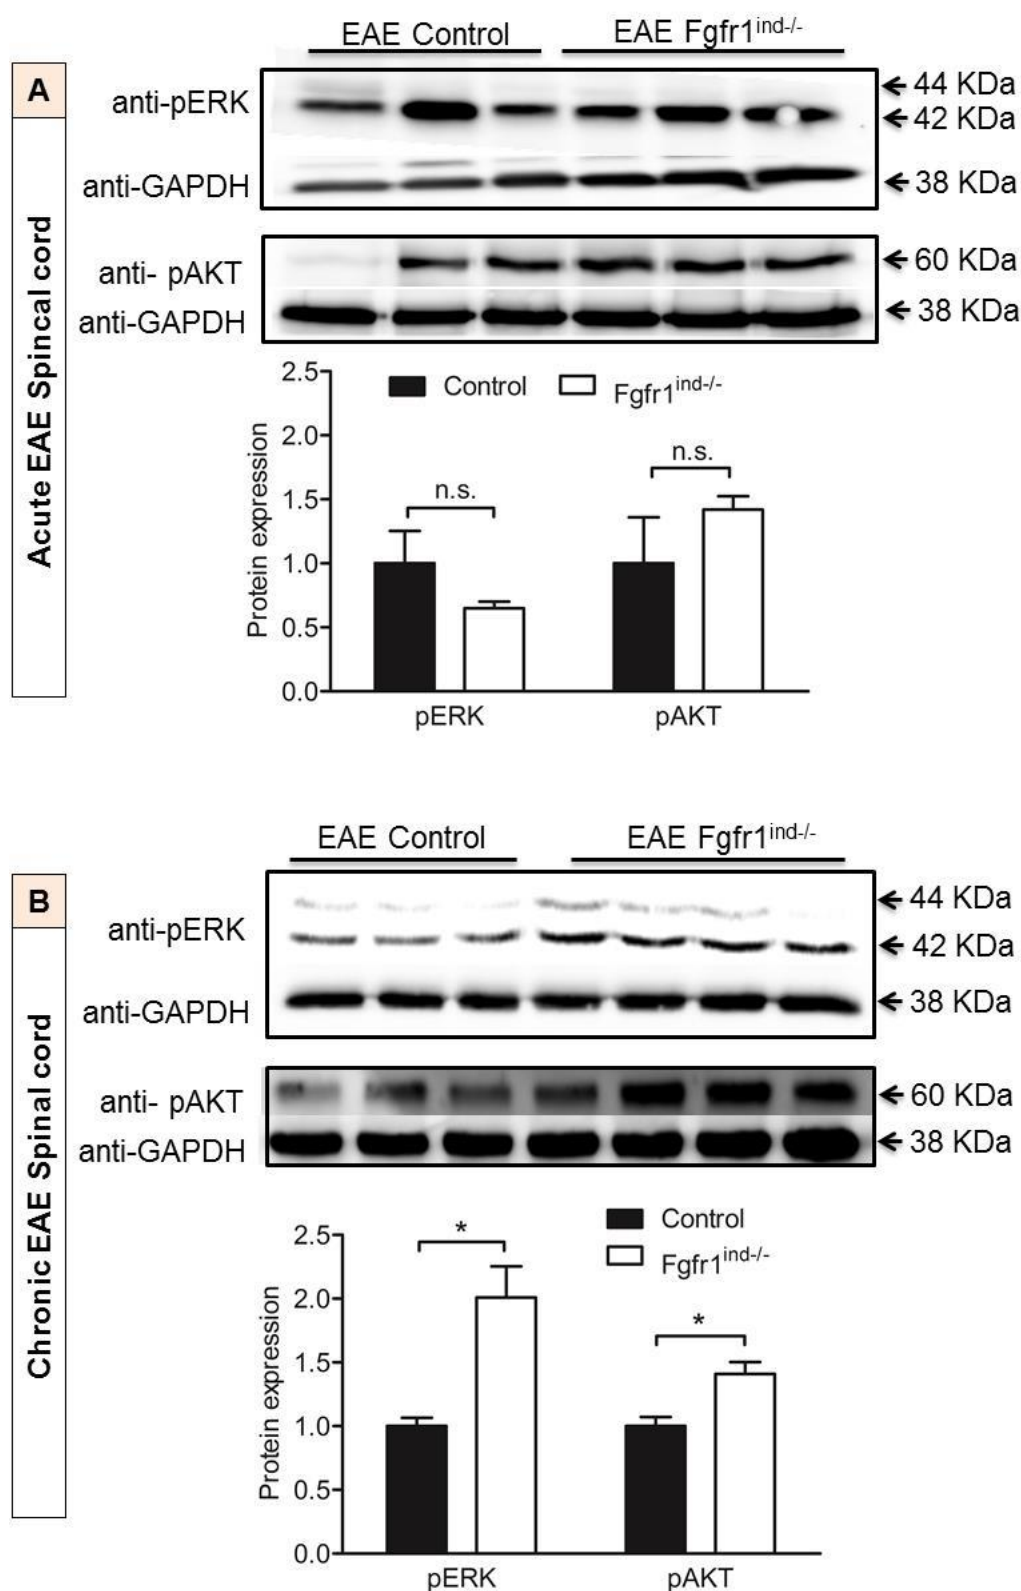 EAE Control EAE Fgfr1ind-/-
A
anti-pERK
44 KDa
42 KDa
anti-GAPDH
38 KDa
anti- pAKT
60 KDa
anti-GAPDH
38 KDa
Acute EAE Spincal cord
Control Fgfr1ind-/-
2.5
2.0
1.5
1.0
0.5
0.0
Protein expression
n.s.
n.s.
pERK pAKT
EAE Control EAE Fgfr1ind-/-
B
anti-pERK
44 KDa
42 KDa
anti-GAPDH
38 KDa
anti- pAKT
60 KDa
anti-GAPDH
38 KDa
Chronic EAE Spinal cord
Control
Fgfr1ind-/-
2.5
2.0
1.5
1.0
0.5
0.0
Protein expression
*
*
pERK pAKT